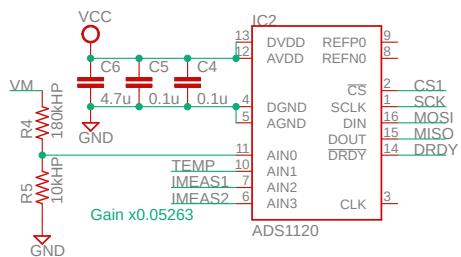 VCC
IC2
13 DVDD REFP0 9
12 AVDD REFN0 8
C6 C5 C4
4.7u 0.1u 0.1u
VM
CS 2 CS1
4 DGND SCLK 1 SCK
5 AGND DIN 16 MOSI
DOUT 15 MISO
GND
R4
180kHP
11 AIN0 DRDY 14 DRDY
TEMP 10 AIN1
IMEAS1 7 AIN2
IMEAS2 6 AIN3 CLK 3
R5
10kHP
Gain x0.05263
ADS1120
GND